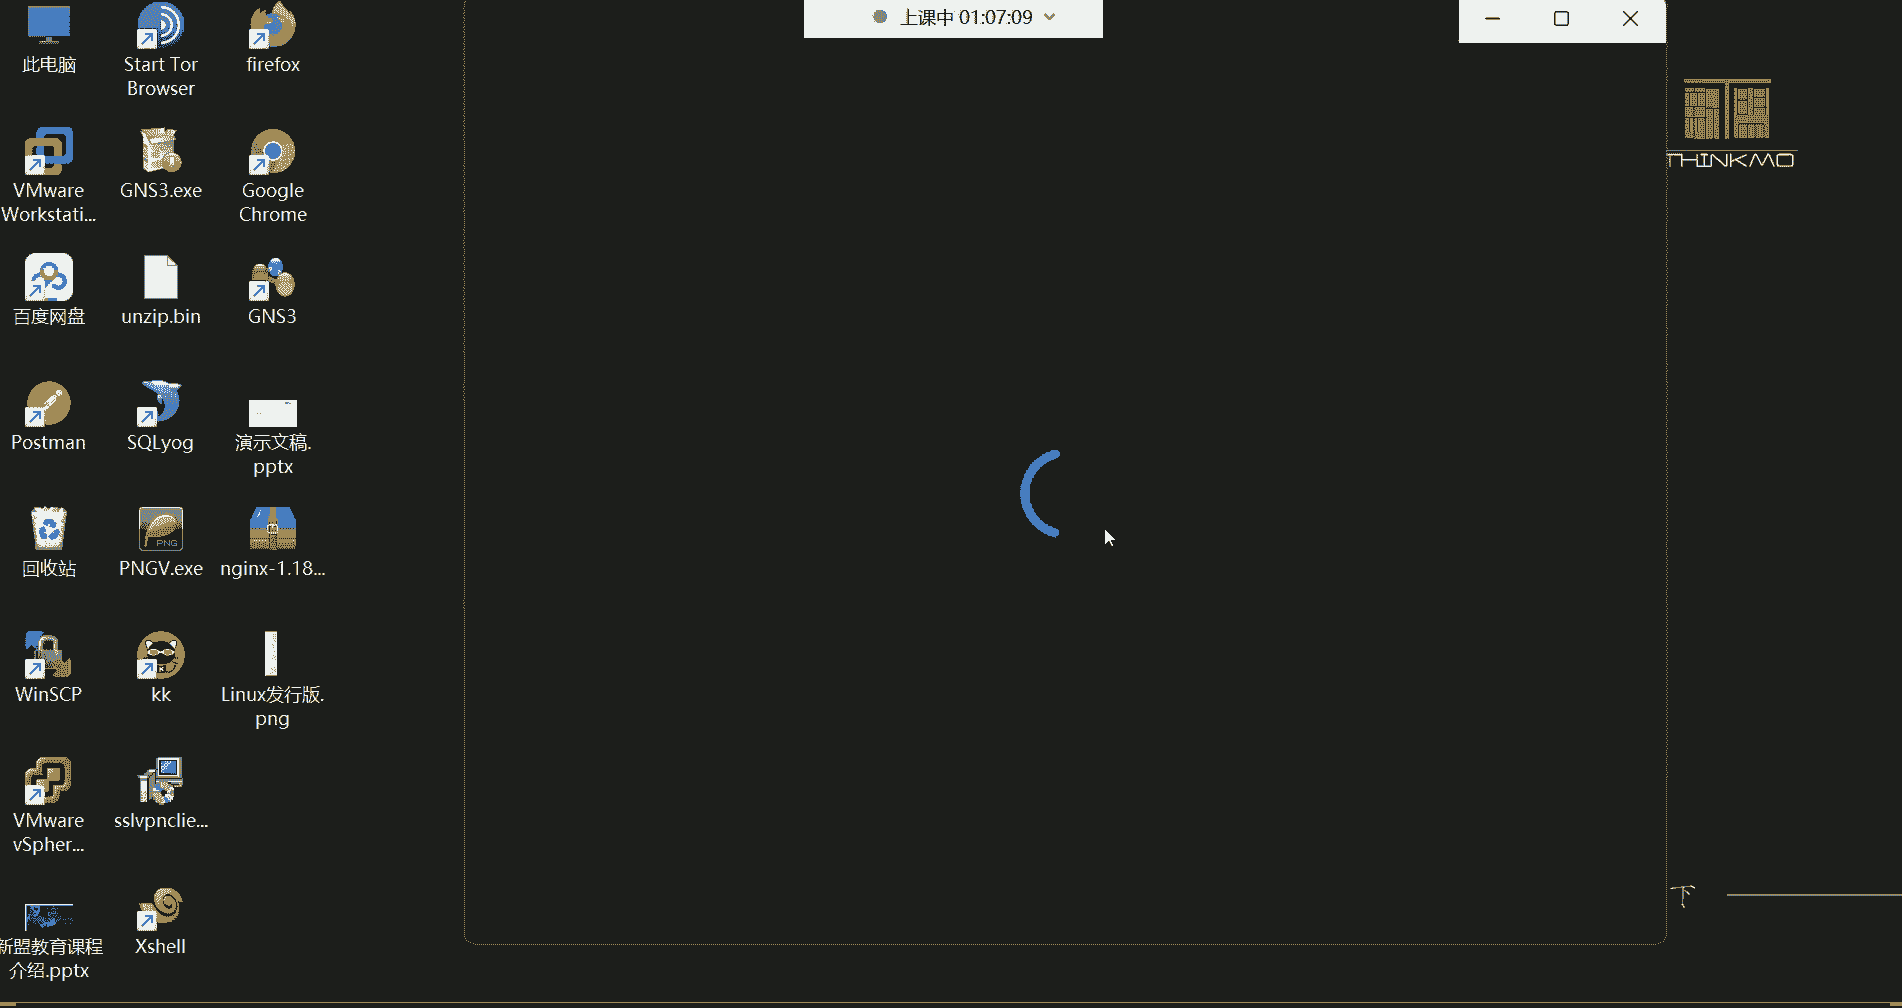 上课中 01:07:09
此电脑
Start Tor
Browser
firefox
THINKMO
VMware
Workstati...
GNS3.exe
Google
Chrome
百度网盘
unzip.bin
GNS3
Postman
SQLyog
演示文稿.
pptx
回收站
PNG
PNGV.exe
nginx-1.18...
WinSCP
kk
Linux发行版.
png
VMware
vSpher...
sslvpnclie...
下
新盟教育课程
介绍.pptx
Xshell